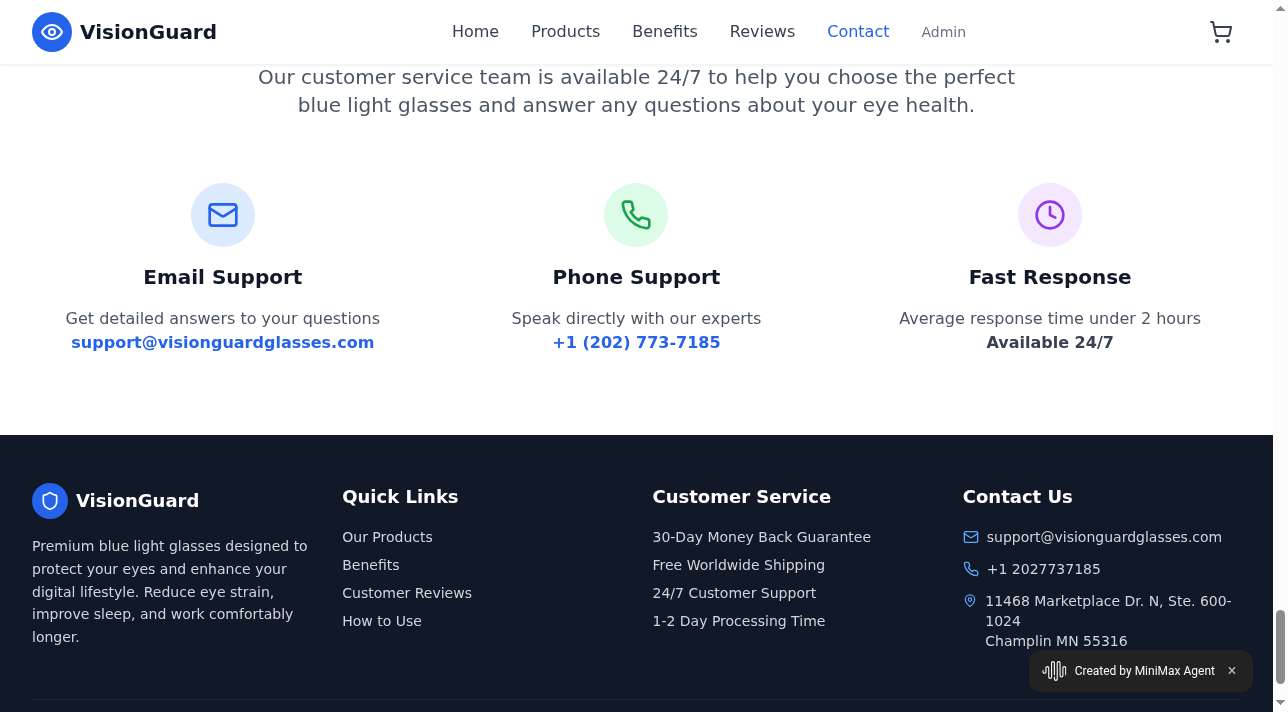 VisionGuard
Home Products Benefits Reviews Contact Admin
Our customer service team is available 24/7 to help you choose the perfect
blue light glasses and answer any questions about your eye health.
Email Support
Get detailed answers to your questions
support@visionguardglasses.com
Phone Support
Speak directly with our experts
+1 (202) 773-7185
Fast Response
Average response time under 2 hours
Available 24/7
VisionGuard
Premium blue light glasses designed to
protect your eyes and enhance your
digital lifestyle. Reduce eye strain,
improve sleep, and work comfortably
longer.
Quick Links
Our Products
Benefits
Customer Reviews
How to Use
Customer Service
30-Day Money Back Guarantee
Free Worldwide Shipping
24/7 Customer Support
1-2 Day Processing Time
Contact Us
support@visionguardglasses.com
+1 2027737185
11468 Marketplace Dr. N, Ste. 600-
1024
Champlin MN 55316
Created by MiniMax Agent ×